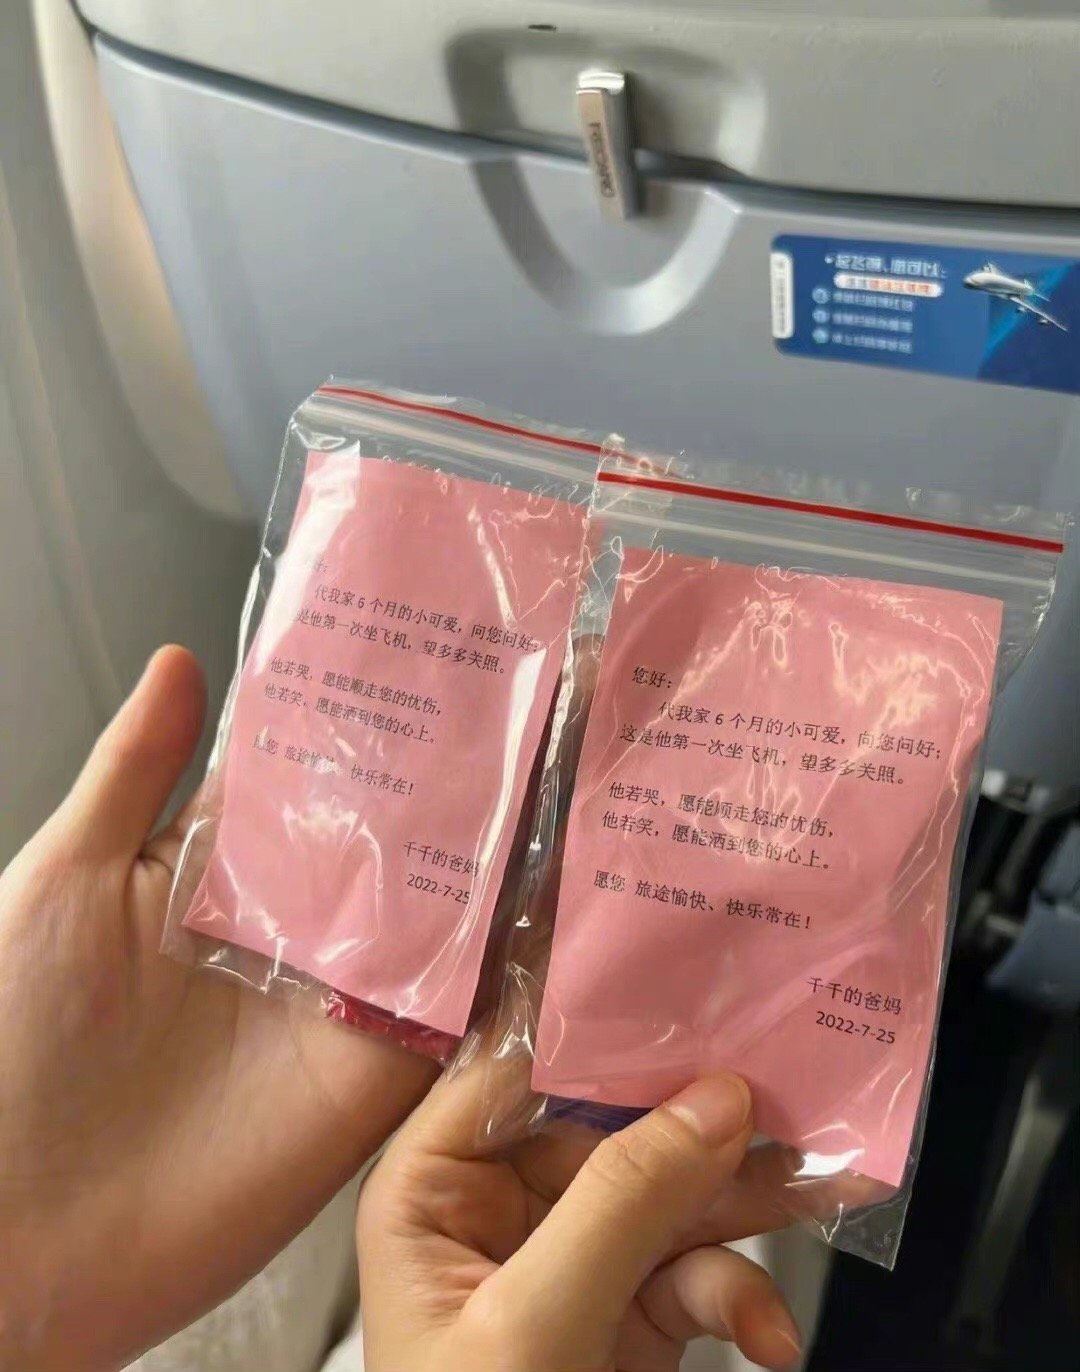 RECARO
好：
代我家 6 个月的小可爱，向您问好；
是他第一次坐飞机，望多多关照。
他若哭，愿能顺走您的忧伤，
他若笑，愿能洒到您的心上。
愿您 旅途愉快、快乐常在！
千千的爸妈
2022-7-25
您好：
代我家 6 个月的小可爱，向您问好；
这是他第一次坐飞机，望多多关照。
他若哭，愿能顺走您的忧伤，
他若笑，愿能洒到您的心上。
愿您 旅途愉快、快乐常在！
千千的爸妈
2022-7-25